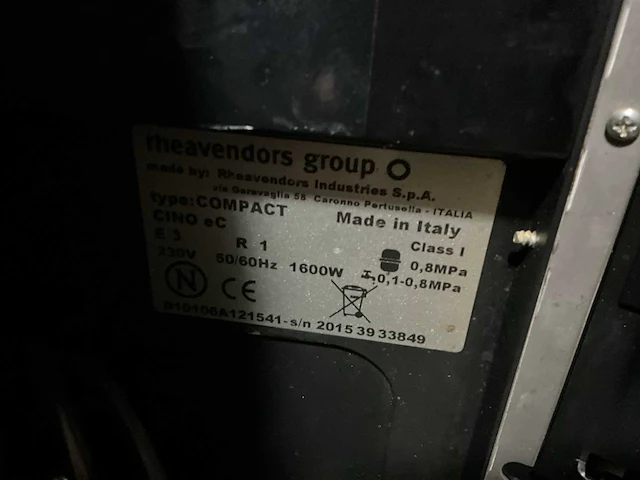 rheavendors group
made by: Rheavendors Industries S.p.A.
via Garavaglia 58 Caronno Pertusella - ITALIA
type:COMPACT Made in Italy
CINO eC Class I
E 3 R 1 0,8MPa
230V 50/60Hz 1600W 0,1-0,8MPa
N CE
010106A121541-s/n 2015 39 33849